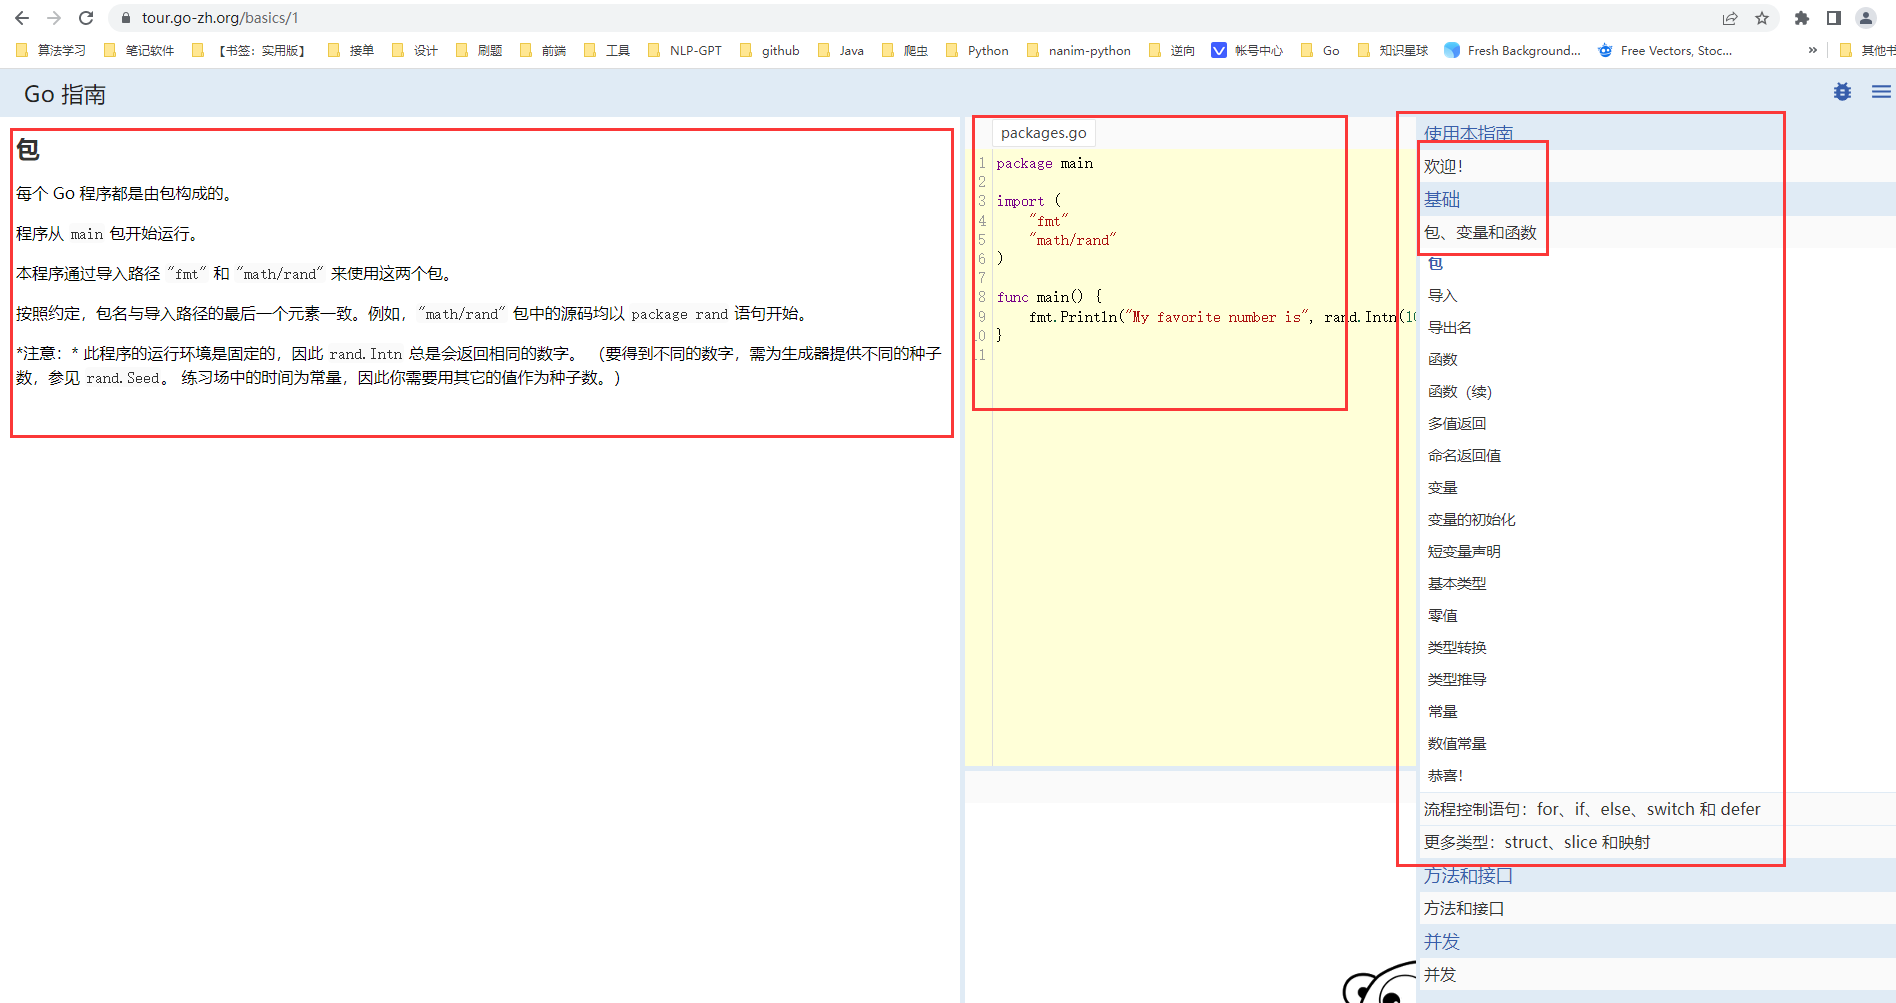 tour.go-zh.org/basics/1
算法学习 笔记软件 【书签：实用版】 接单 设计 刷题 前端 工具 NLP-GPT github Java 爬虫 Python nanim-python 逆向 帐号中心 Go 知识星球 Fresh Background... Free Vectors, Stoc... » 其他书
Go 指南
包
每个 Go 程序都是由包构成的。
程序从 main 包开始运行。
本程序通过导入路径 "fmt" 和 "math/rand" 来使用这两个包。
按照约定，包名与导入路径的最后一个元素一致。例如，"math/rand" 包中的源码均以 package rand 语句开始。
*注意：* 此程序的运行环境是固定的，因此 rand.Intn 总是会返回相同的数字。 （要得到不同的数字，需为生成器提供不同的种子
数，参见 rand.Seed。 练习场中的时间为常量，因此你需要用其它的值作为种子数。）
packages.go
1 package main
2
3 import (
4 "fmt"
5 "math/rand"
6 )
7
8 func main() {
9 fmt.Println("My favorite number is", rand.Intn(10
10 }
11
使用本指南
欢迎！
基础
包、变量和函数
包
导入
导出名
函数
函数（续）
多值返回
命名返回值
变量
变量的初始化
短变量声明
基本类型
零值
类型转换
类型推导
常量
数值常量
恭喜！
流程控制语句：for、if、else、switch 和 defer
更多类型：struct、slice 和映射
方法和接口
方法和接口
并发
并发